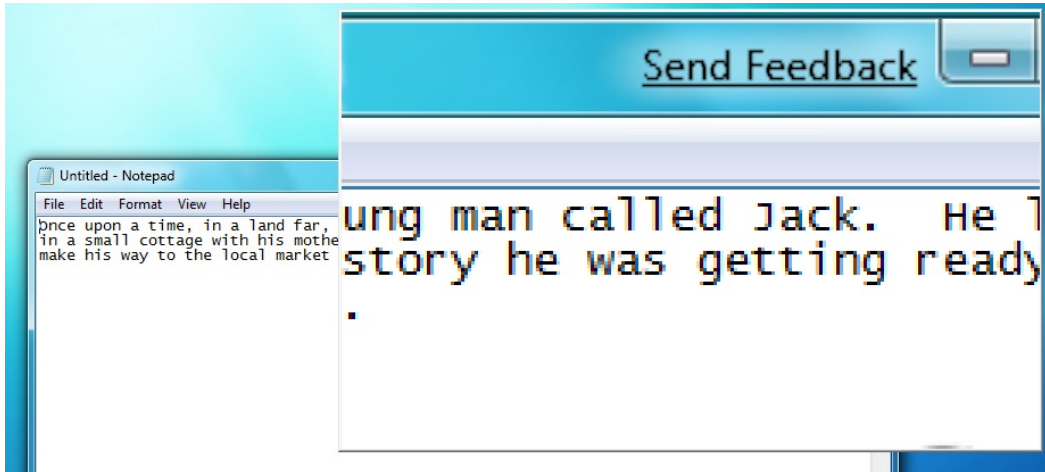 Untitled - Notepad
File Edit Format View Help
Once upon a time, in a land far,
in a small cottage with his mothe
make his way to the local market
Send Feedback
ung man called Jack. He l
story he was getting ready
.